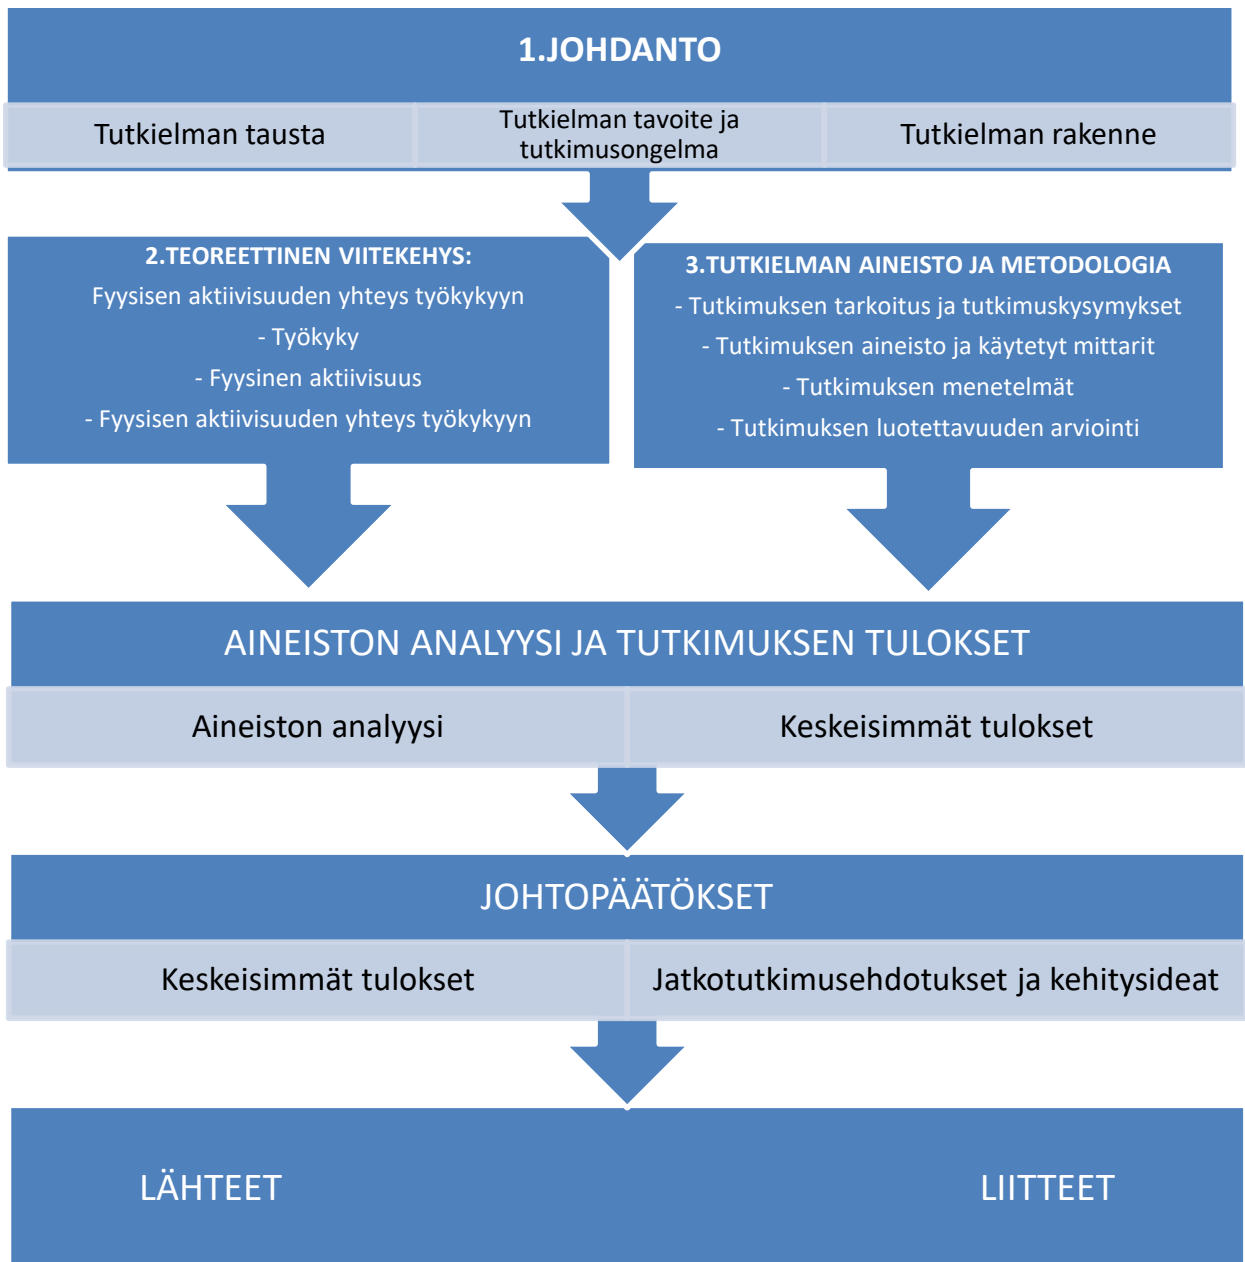 1.JOHDANTO
Tutkielman tausta
Tutkielman tavoite ja
tutkimusongelma
Tutkielman rakenne
2.TEOREETTINEN VIITEKEHYS:
Fyysisen aktiivisuuden yhteys työkykyyn
- Työkyky
- Fyysinen aktiivisuus
- Fyysisen aktiivisuuden yhteys työkykyyn
3.TUTKIELMAN AINEISTO JA METODOLOGIA
- Tutkimuksen tarkoitus ja tutkimuskysymykset
- Tutkimuksen aineisto ja käytetyt mittarit
- Tutkimuksen menetelmät
- Tutkimuksen luotettavuuden arviointi
AINEISTON ANALYYSI JA TUTKIMUKSEN TULOKSET
Aineiston analyysi
Keskeisimmät tulokset
JOHTOPÄÄTÖKSET
Keskeisimmät tulokset
Jatkotutkimusehdotukset ja kehitysideat
LÄHTEET
LIITTEET